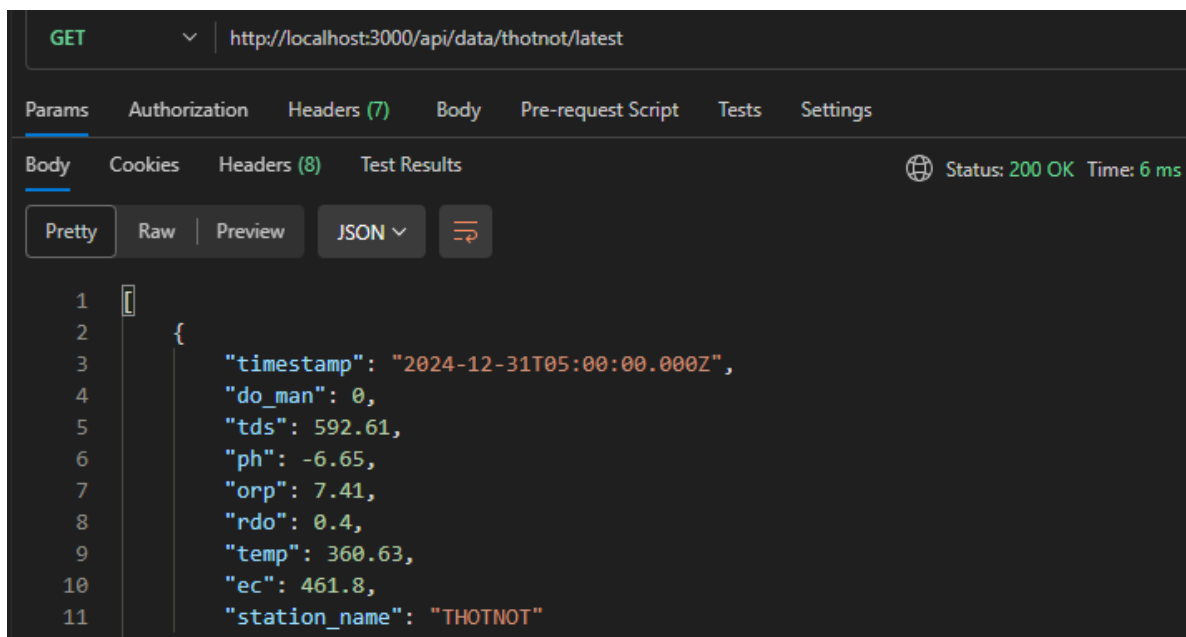 GET http://localhost:3000/api/data/thotnot/latest
Params Authorization Headers (7) Body Pre-request Script Tests Settings
Body Cookies Headers (8) Test Results Status: 200 OK Time: 6 ms
Pretty Raw Preview JSON
1 [
2 {
3 "timestamp": "2024-12-31T05:00:00.000Z",
4 "do_man": 0,
5 "tds": 592.61,
6 "ph": -6.65,
7 "orp": 7.41,
8 "rdo": 0.4,
9 "temp": 360.63,
10 "ec": 461.8,
11 "station_name": "THOTNOT"